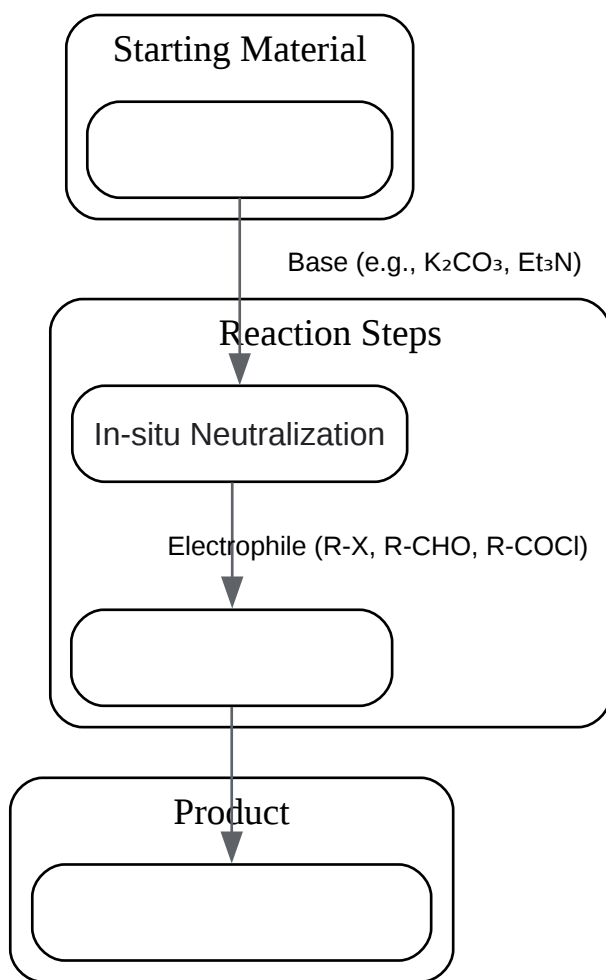 Starting Material
Base (e.g., K₂CO₃, Et₃N)
Reaction Steps
In-situ Neutralization
Electrophile (R-X, R-CHO, R-COCl)
Product